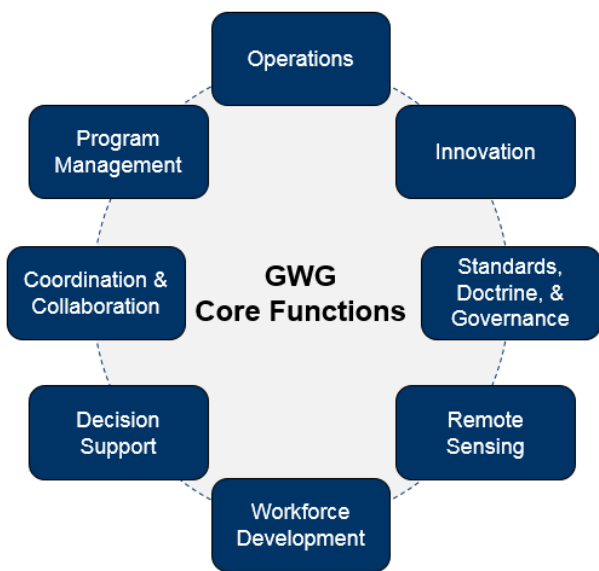 Operations
Program
Management
Innovation
Coordination &
Collaboration
GWG
Core Functions
Standards,
Doctrine, &
Governance
Decision
Support
Remote
Sensing
Workforce
Development